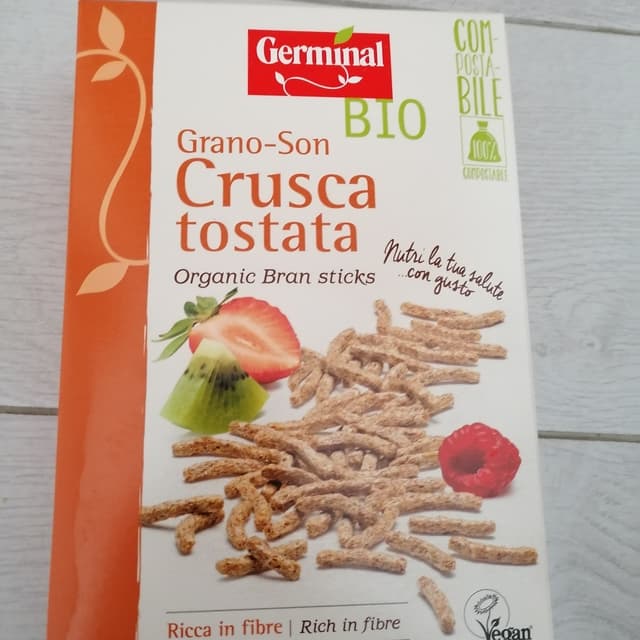 Germinal
BIO
COM-
POSTA-
BILE
100%
COMPOSTABLE
Grano-Son
Crusca
tostata
Organic Bran sticks
Nutri la tua salute
...con gusto
Ricca in fibre | Rich in fibre
Vegan